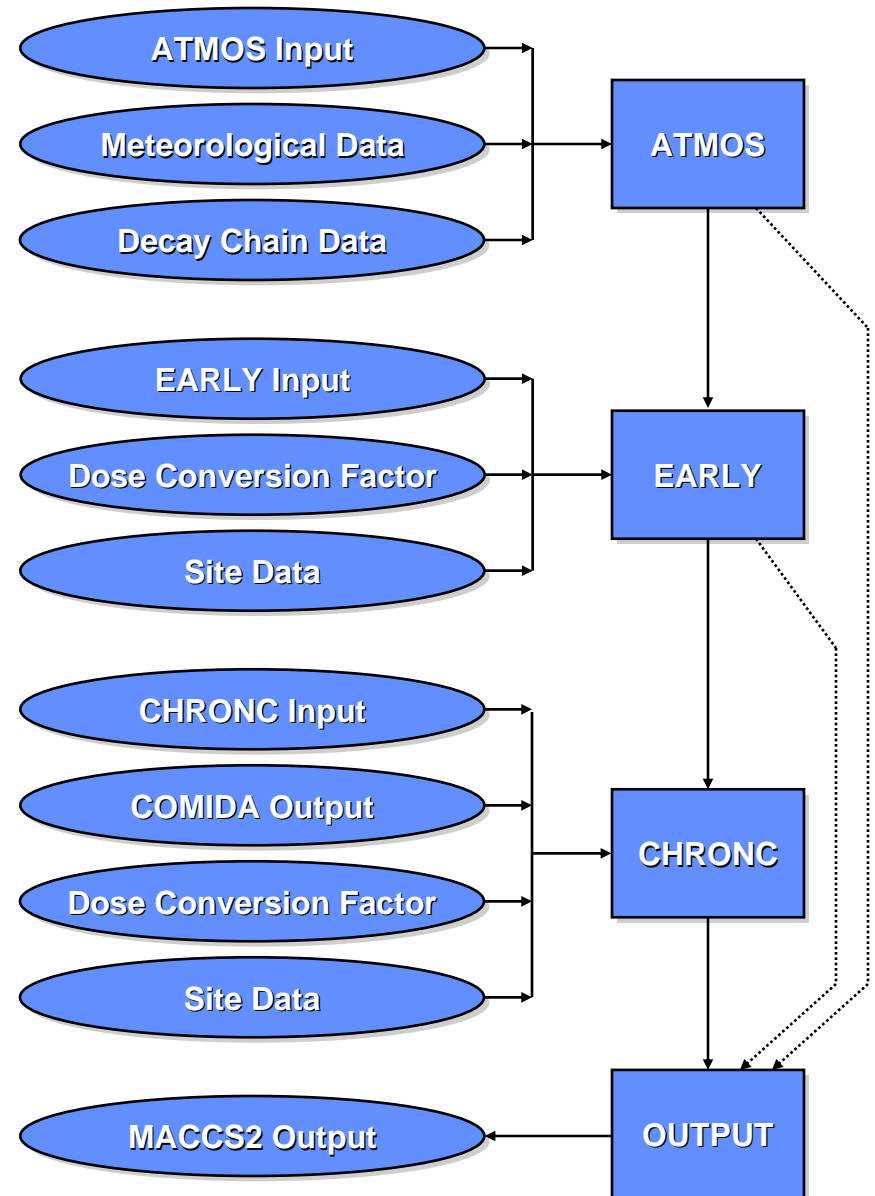 ATMOS Input
Meteorological Data
ATMOS
Decay Chain Data
EARLY Input
Dose Conversion Factor
EARLY
Site Data
CHRONC Input
COMIDA Output
CHRONC
Dose Conversion Factor
Site Data
MACCS2 Output
OUTPUT